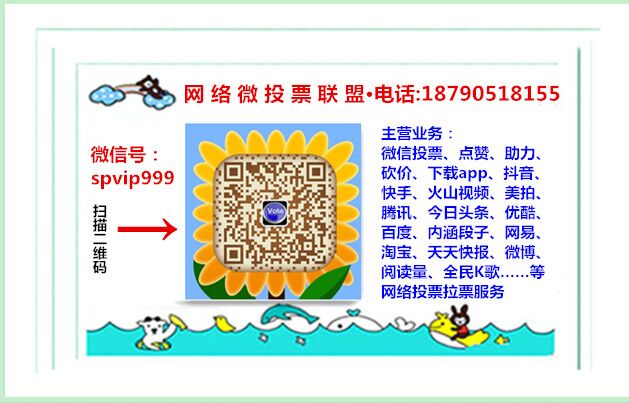 网络微投票联盟·电话:18790518155
微信号：
spvip999
扫描二维码
Vote
主营业务：
微信投票、点赞、助力、
砍价、下载app、抖音、
快手、火山视频、美拍、
腾讯、今日头条、优酷、
百度、内涵段子、网易、
淘宝、天天快报、微博、
阅读量、全民K歌......等
网络投票拉票服务